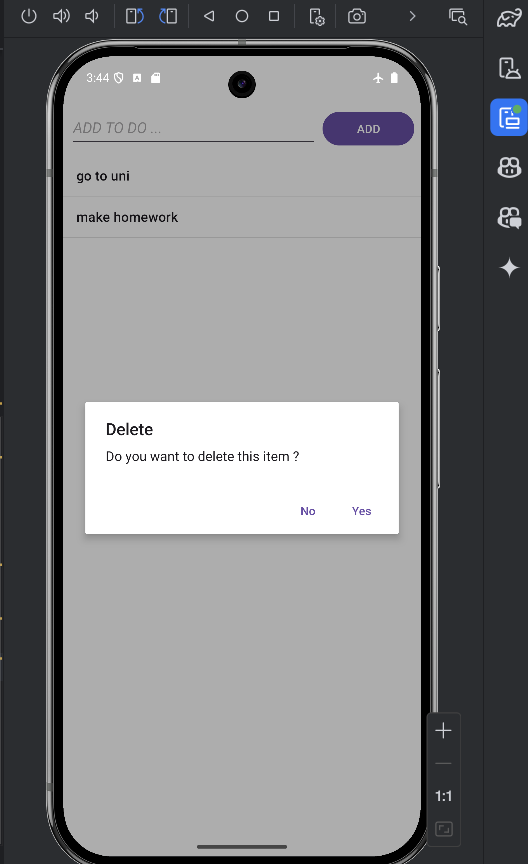 3:44
ADD TO DO ...
ADD
go to uni
make homework
Delete
Do you want to delete this item ?
No
Yes
1:1